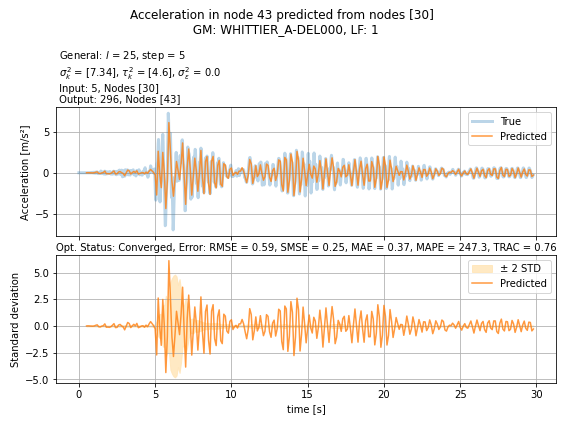 Acceleration in node 43 predicted from nodes [30]
GM: WHITTIER_A-DEL000, LF: 1
General: l = 25, step = 5
σ²ₖ = [7.34], τ²ₖ = [4.6], σ²ε = 0.0
Input: 5, Nodes [30]
Output: 296, Nodes [43]
Acceleration [m/s²]
5
0
−5
True
Predicted
Opt. Status: Converged, Error: RMSE = 0.59, SMSE = 0.25, MAE = 0.37, MAPE = 247.3, TRAC = 0.76
Standard deviation
5.0
2.5
0.0
−2.5
−5.0
± 2 STD
Predicted
0 5 10 15 20 25 30
time [s]